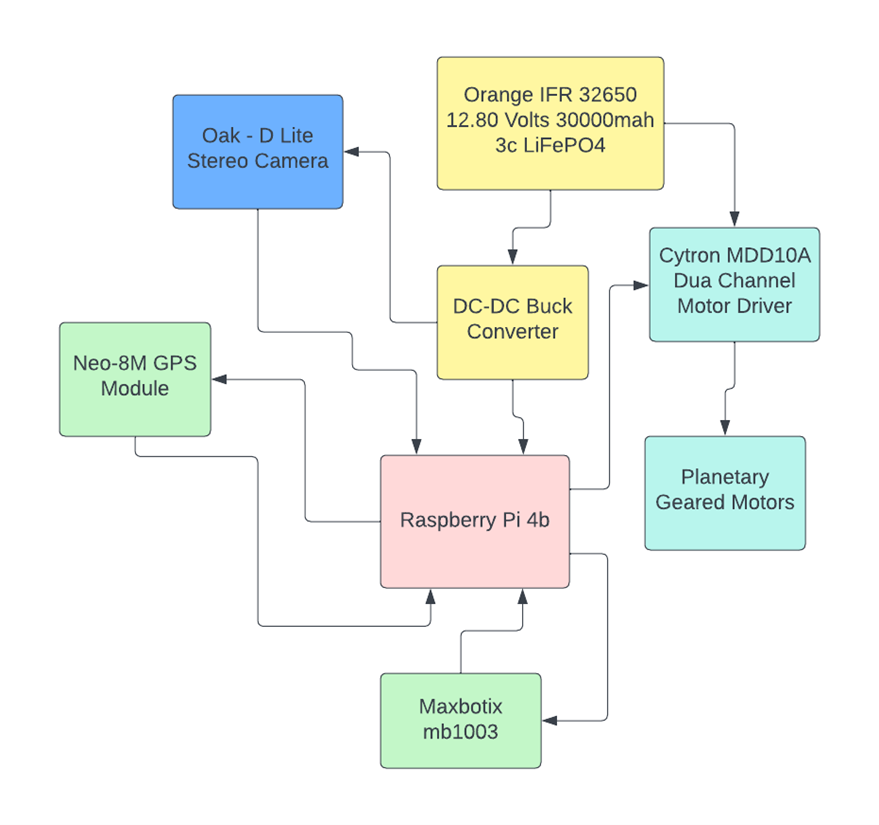 Orange IFR 32650
12.80 Volts 30000mah
3c LiFePO4
Oak - D Lite
Stereo Camera
Cytron MDD10A
Dua Channel
Motor Driver
DC-DC Buck
Converter
Neo-8M GPS
Module
Planetary
Geared Motors
Raspberry Pi 4b
Maxbotix
mb1003